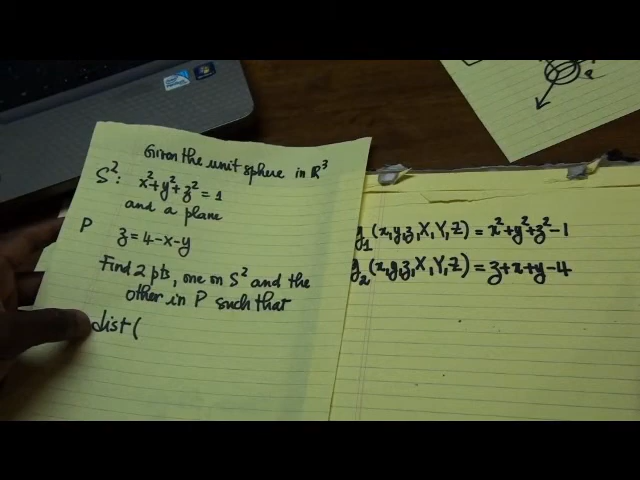 Given the unit sphere in R³
S²: x²+y²+z²=1
and a plane
P z=4-x-y
Find 2 pts, one on S² and the
other in P such that
dist(
g₁(x,y,z,X,Y,Z)=x²+y²+z²-1
g₂(x,y,z,X,Y,Z)=z+x+y-4